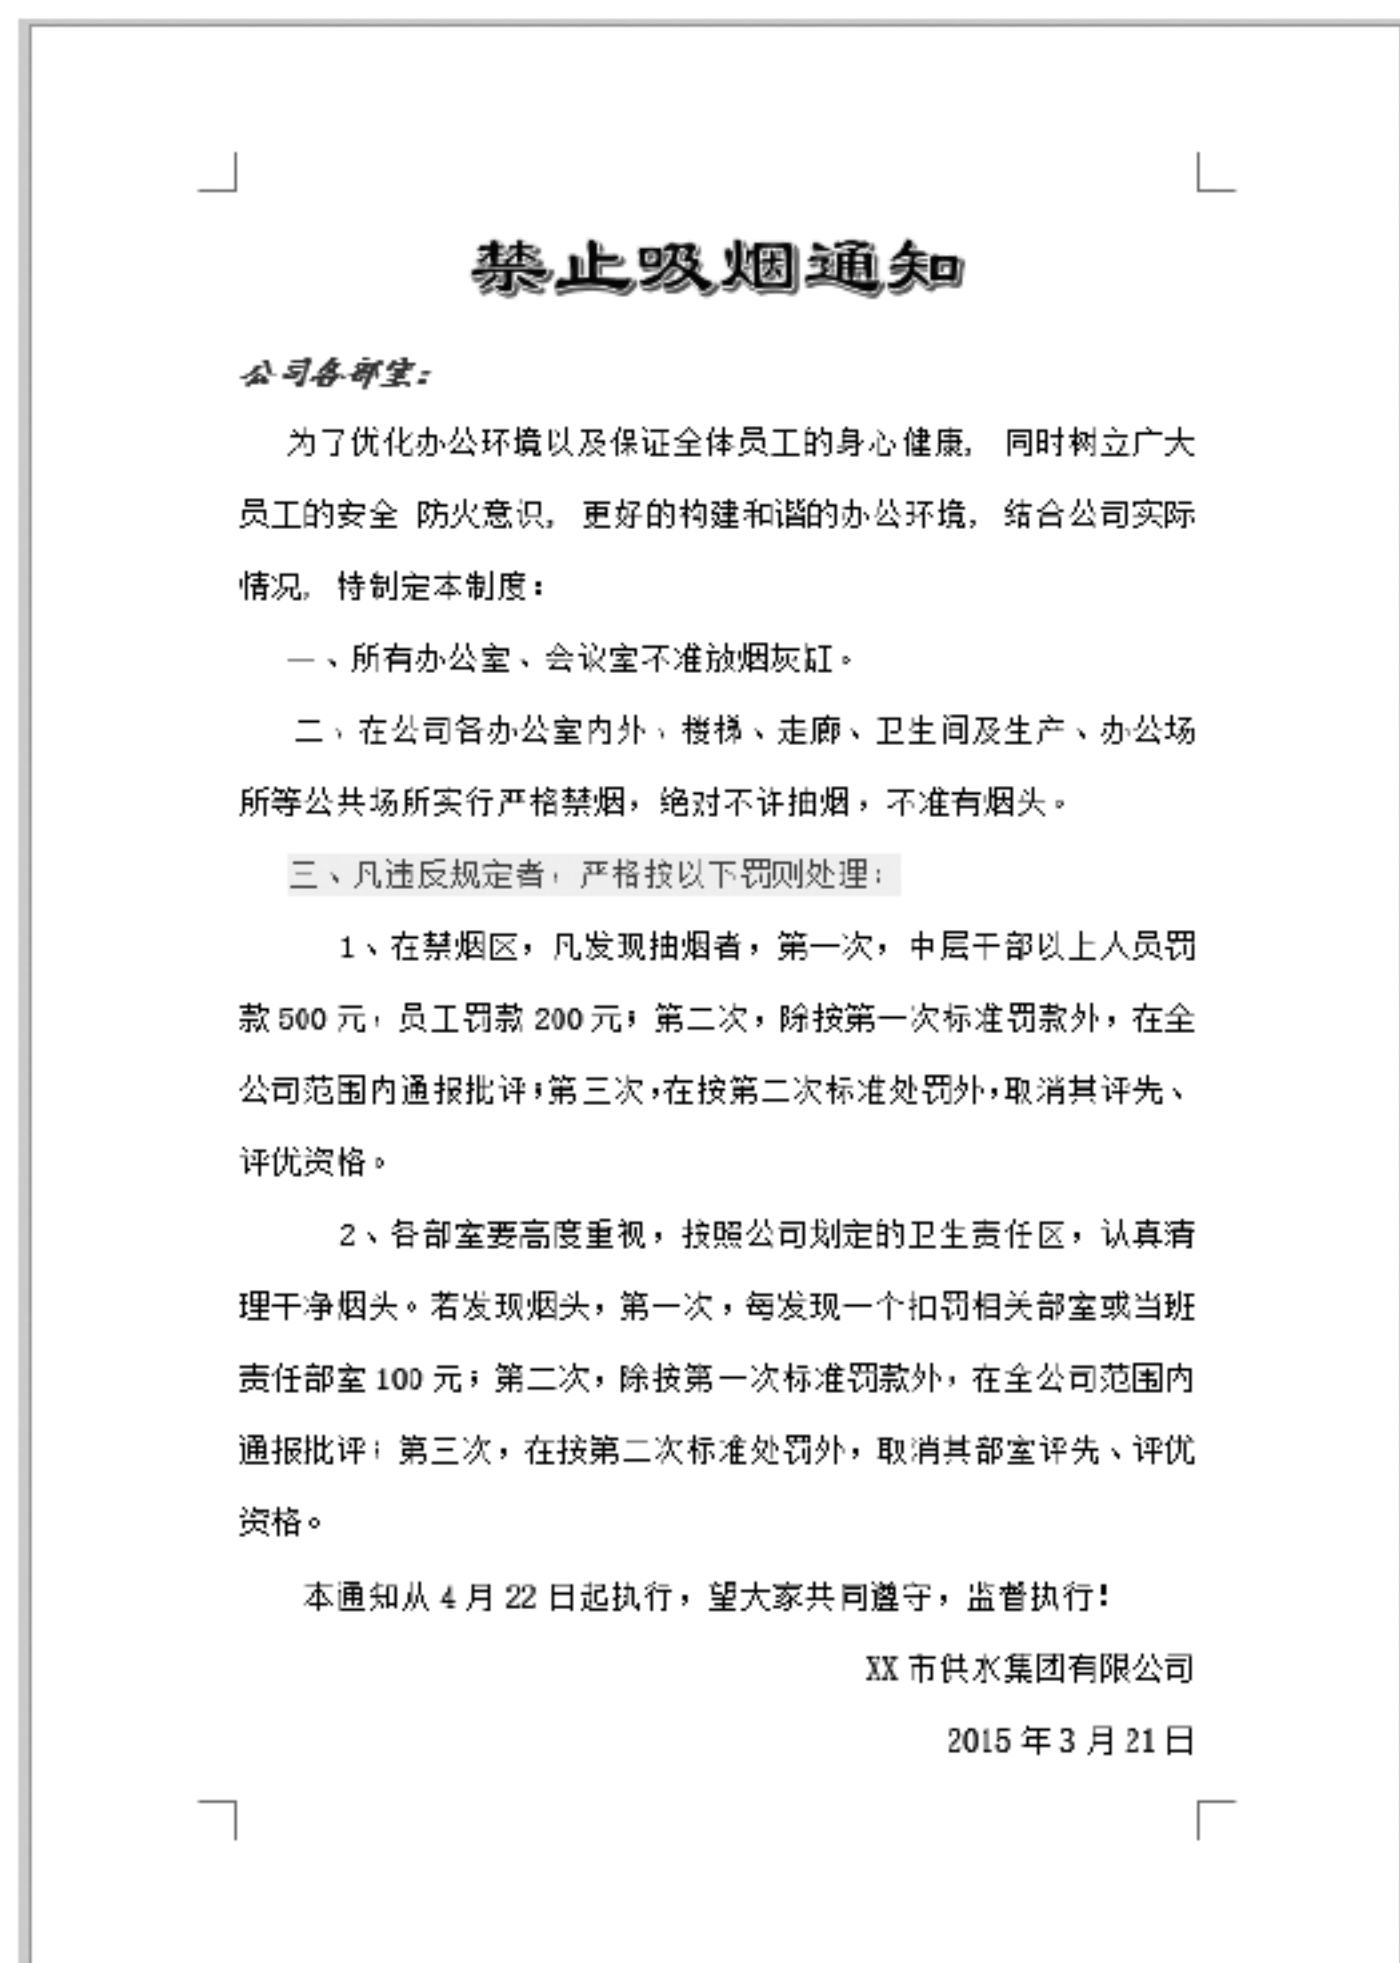 禁止吸烟通知
公司各部室：
为了优化办公环境以及保证全体员工的身心健康, 同时树立广大
员工的安全 防火意识, 更好的构建和谐的办公环境, 结合公司实际
情况, 特制定本制度：
一、所有办公室、会议室不准放烟灰缸。
二、在公司各办公室内外、楼梯、走廊、卫生间及生产、办公场
所等公共场所实行严格禁烟，绝对不许抽烟，不准有烟头。
三、凡违反规定者，严格按以下罚则处理：
1、在禁烟区，凡发现抽烟者，第一次，中层干部以上人员罚
款500元，员工罚款200元；第二次，除按第一次标准罚款外，在全
公司范围内通报批评；第三次，在按第二次标准处罚外，取消其评先、
评优资格。
2、各部室要高度重视，按照公司划定的卫生责任区，认真清
理干净烟头。若发现烟头，第一次，每发现一个扣罚相关部室或当班
责任部室100元；第二次，除按第一次标准罚款外，在全公司范围内
通报批评；第三次，在按第二次标准处罚外，取消其部室评先、评优
资格。
本通知从4月22日起执行，望大家共同遵守，监督执行！
XX市供水集团有限公司
2015年3月21日